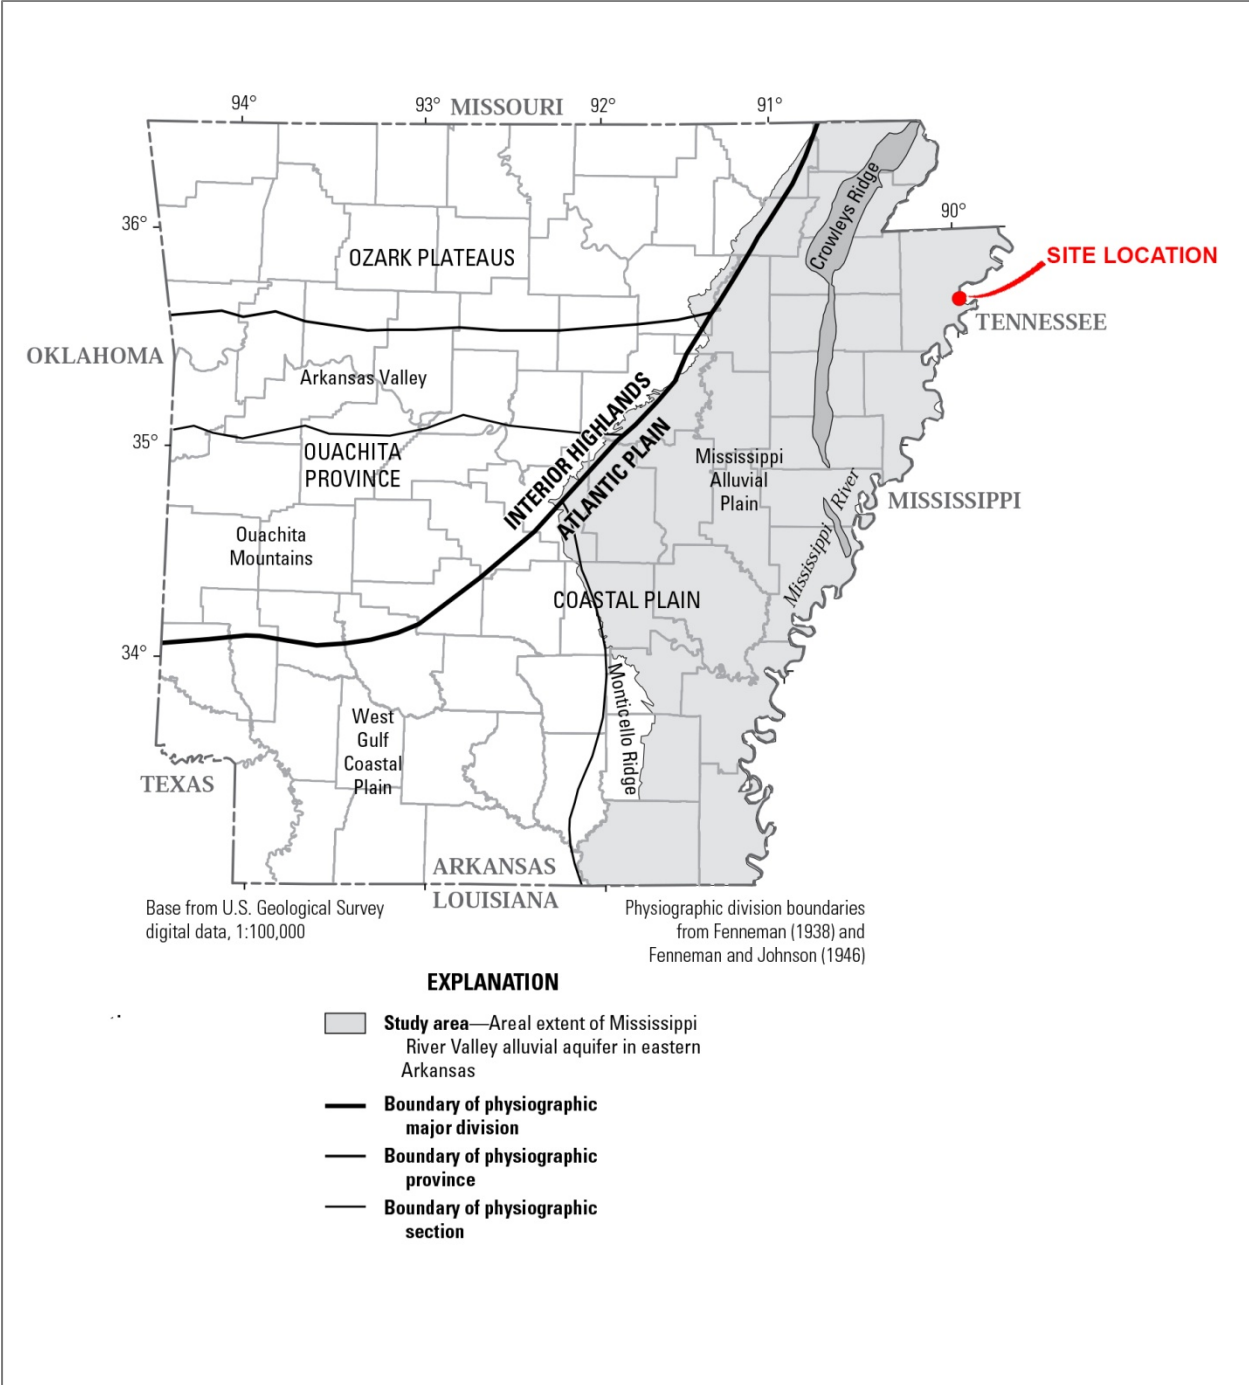 94°
93°
MISSOURI
92°
91°
36°
90°
Crowleys Ridge
OZARK PLATEAUS
SITE LOCATION
TENNESSEE
OKLAHOMA
Arkansas Valley
INTERIOR HIGHLANDS
ATLANTIC PLAIN
35°
OUACHITA
PROVINCE
Mississippi
Alluvial
Plain
MISSISSIPPI
Mississippi River
Ouachita
Mountains
COASTAL PLAIN
34°
Monticello Ridge
West
Gulf
Coastal
Plain
TEXAS
ARKANSAS
LOUISIANA
Base from U.S. Geological Survey
digital data, 1:100,000
Physiographic division boundaries
from Fenneman (1938) and
Fenneman and Johnson (1946)
EXPLANATION
Study area—Areal extent of Mississippi
River Valley alluvial aquifer in eastern
Arkansas
Boundary of physiographic
major division
Boundary of physiographic
province
Boundary of physiographic
section